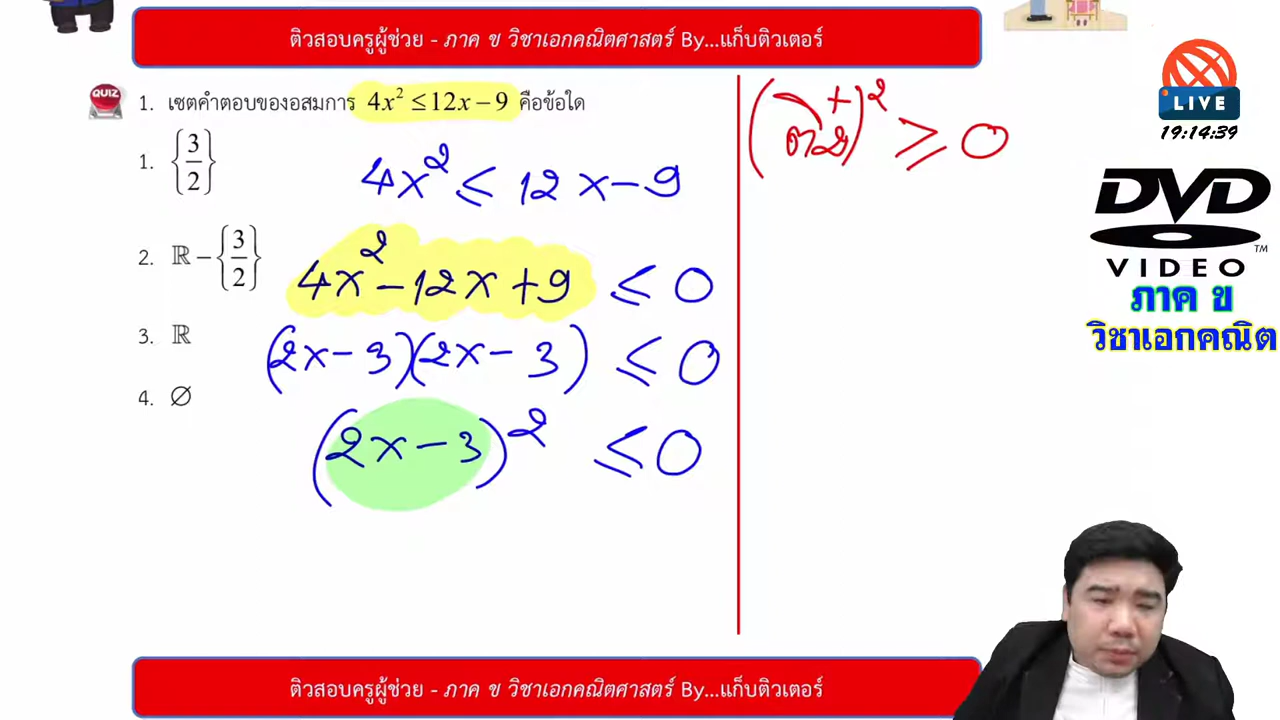 ติวสอบครูผู้ช่วย - ภาค ข วิชาเอกคณิตศาสตร์ By...แก็บติวเตอร์
QUIZ
1. เซตคำตอบของอสมการ 4x² ≤ 12x − 9 คือข้อใด
1. {3/2}
4x² ≤ 12x − 9
2. ℝ − {3/2}
4x² − 12x + 9 ≤ 0
3. ℝ
(2x − 3)(2x − 3) ≤ 0
4. ∅
(2x − 3)² ≤ 0
≥ 0
LIVE
19:14:39
DVD
VIDEO™
ภาค ข
วิชาเอกคณิต
ติวสอบครูผู้ช่วย - ภาค ข วิชาเอกคณิตศาสตร์ By...แก็บติวเตอร์